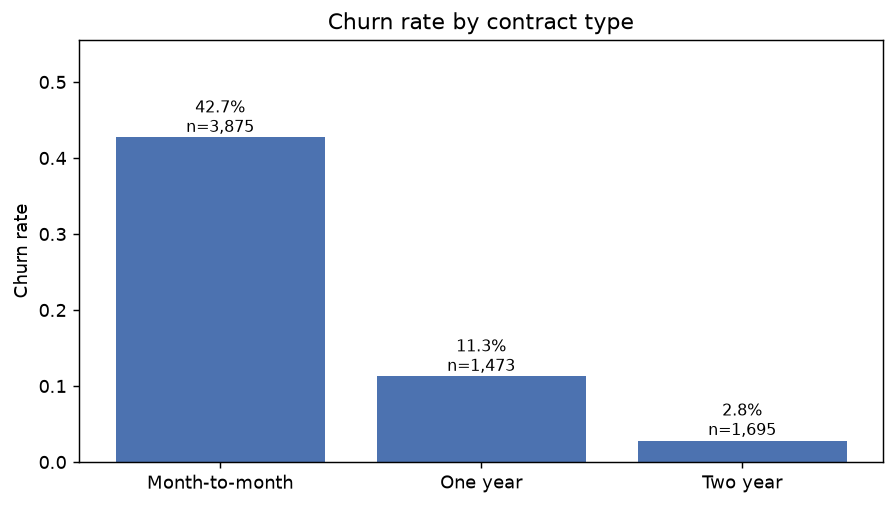 Churn rate by contract type
Churn rate
0.5
0.4
0.3
0.2
0.1
0.0
42.7%
n=3,875
11.3%
n=1,473
2.8%
n=1,695
Month-to-month
One year
Two year